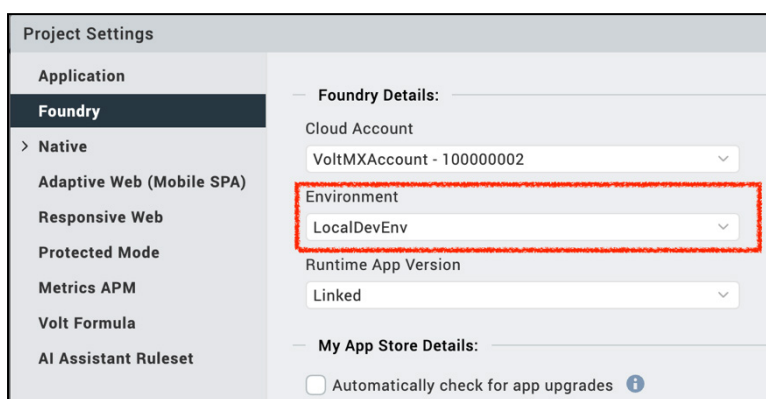 Project Settings
Application
Foundry
Native
Adaptive Web (Mobile SPA)
Responsive Web
Protected Mode
Metrics APM
Volt Formula
AI Assistant Ruleset
Foundry Details:
Cloud Account
VoltMXAccount - 100000002
Environment
LocalDevEnv
Runtime App Version
Linked
My App Store Details:
Automatically check for app upgrades